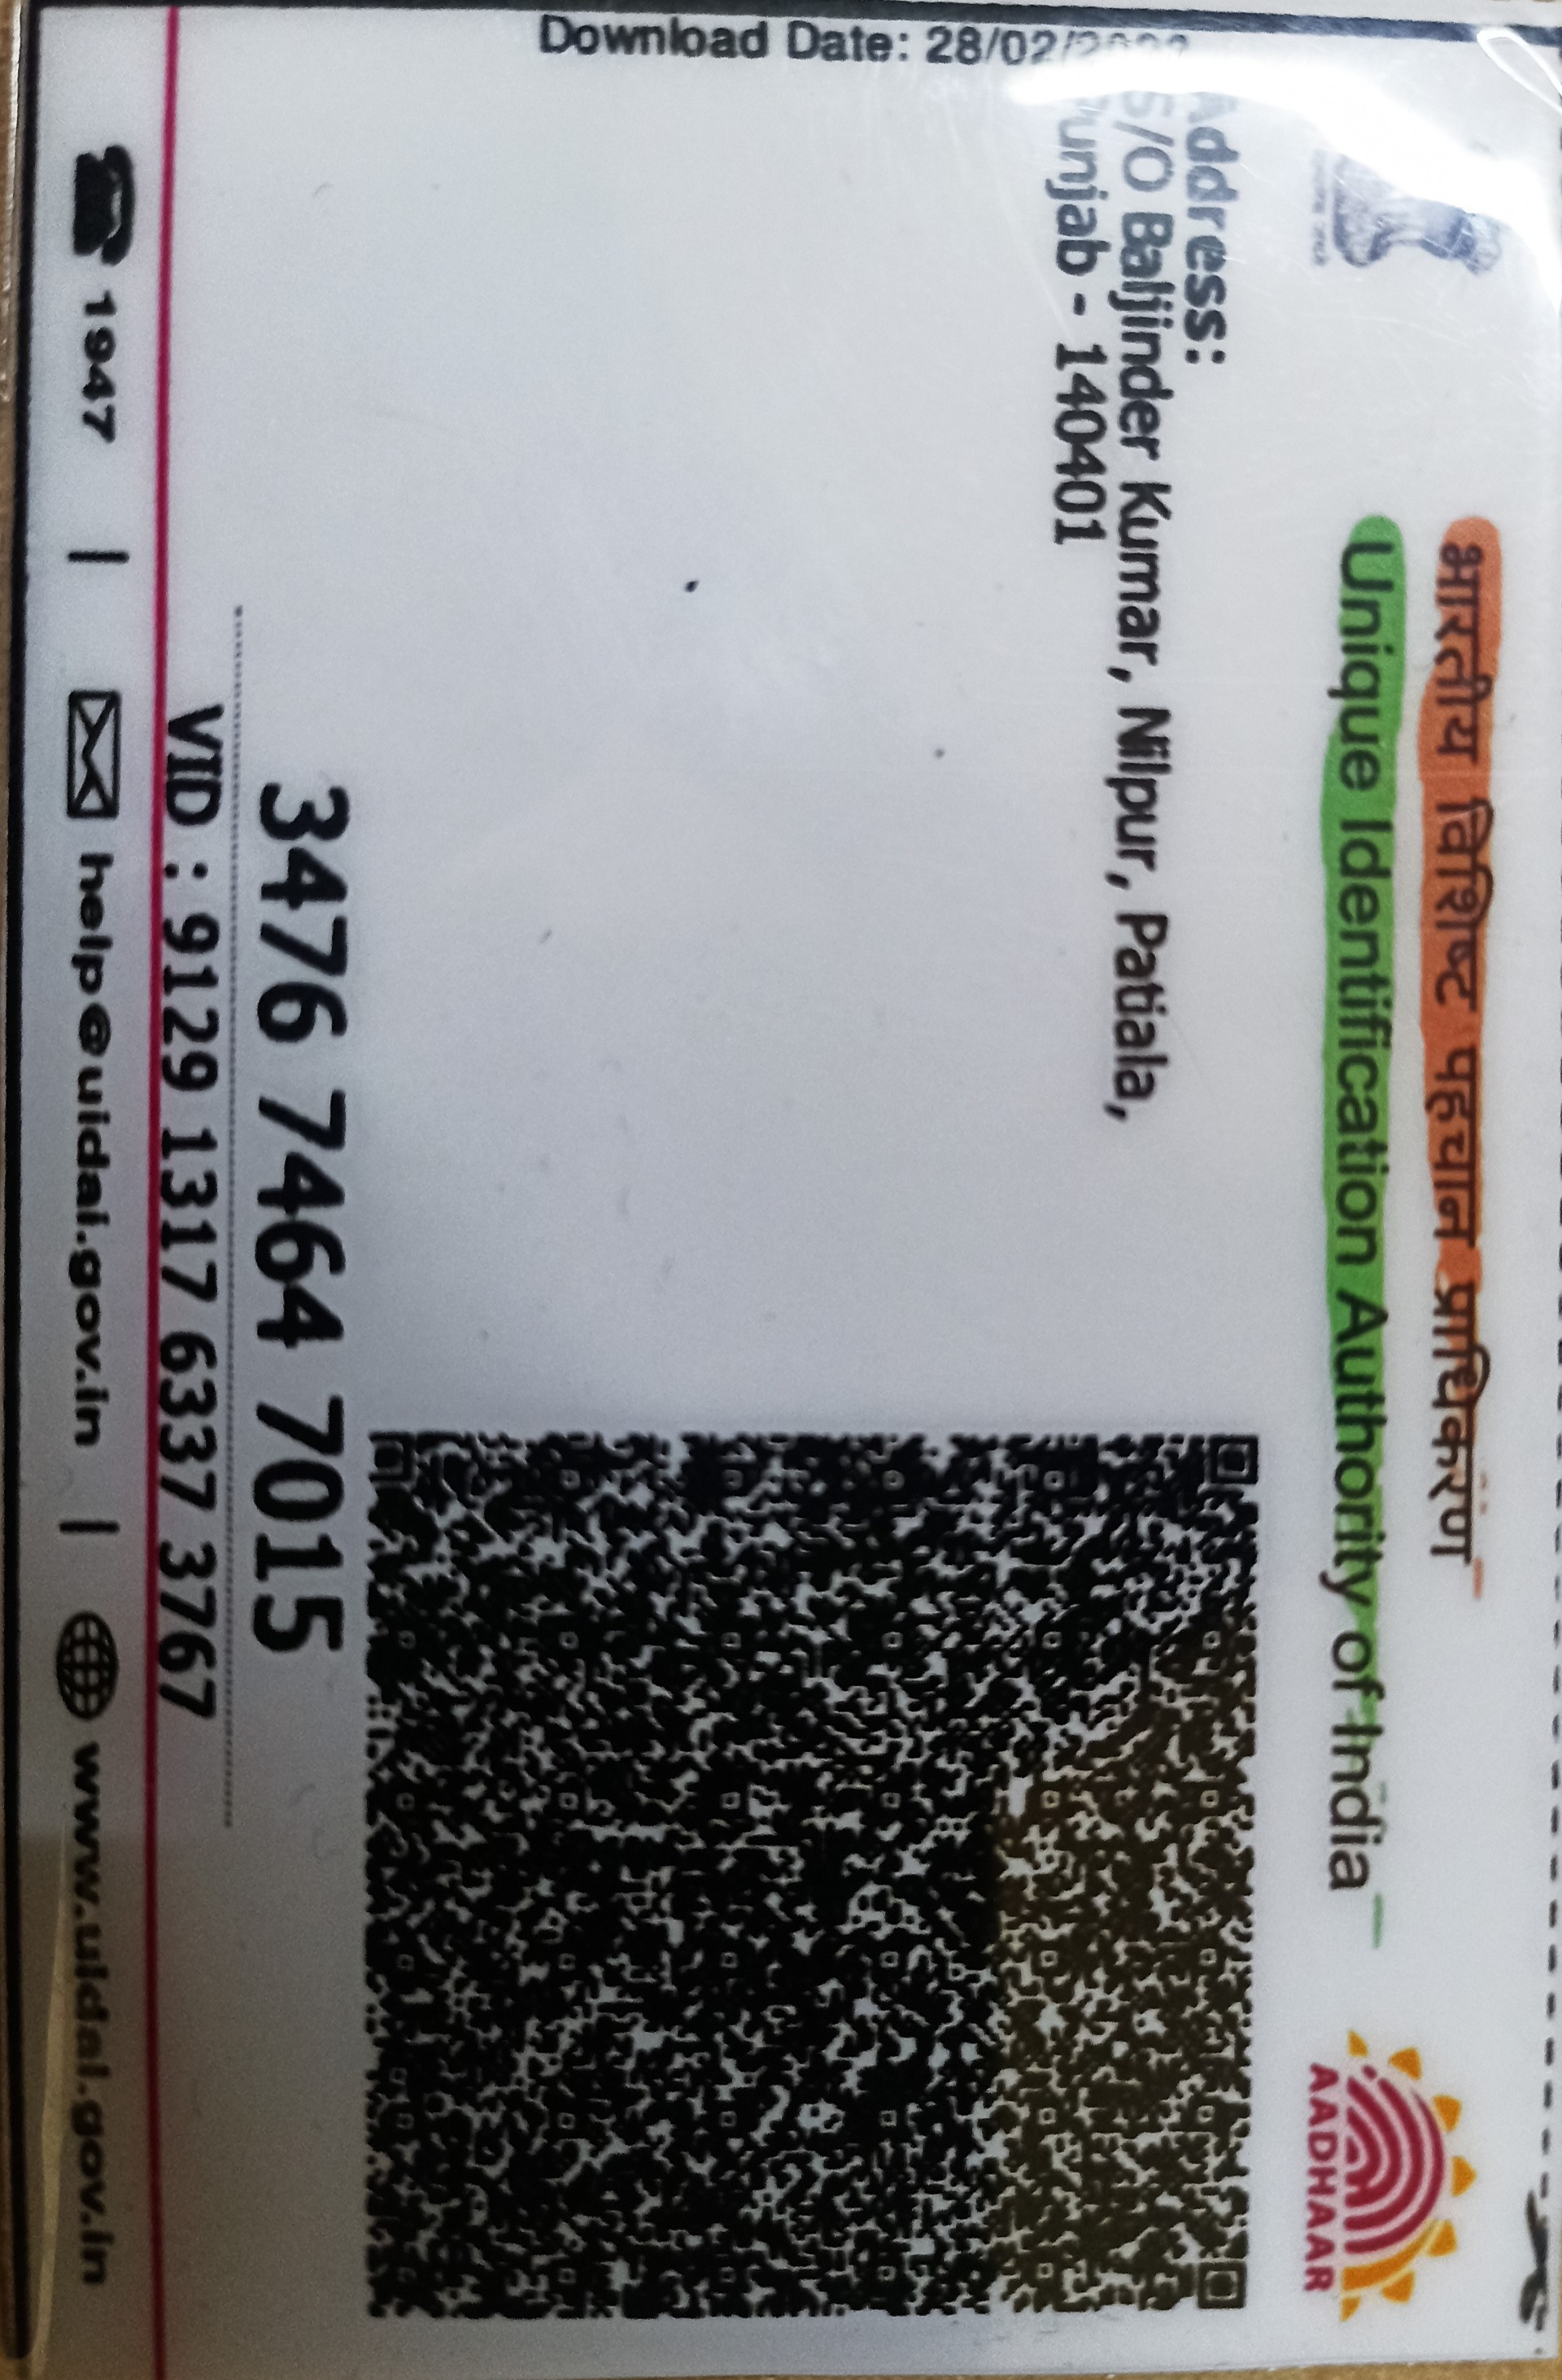 भारतीय विशिष्ट पहचान प्राधिकरण
Unique Identification Authority of India
AADHAAR
Address:
S/O Baljinder Kumar, Nilpur, Patiala,
Punjab - 140401
Download Date: 28/02/
3476 7464 7015
VID : 9129 1317 6337 3767
1947 | help@uidai.gov.in | www.uidai.gov.in